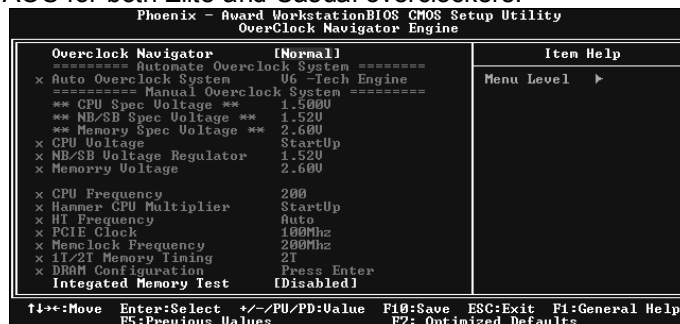 AOS for both Elite and Casual overclockers.
Phoenix – Award WorkstationBIOS CMOS Setup Utility
OverClock Navigator Engine
Overclock Navigator [Normal]
Item Help
========= Automate Overclock System ========
x Auto Overclock System V6 -Tech Engine
Menu Level ▶
========== Manual Overclock System =========
** CPU Spec Voltage ** 1.500V
** NB/SB Spec Voltage ** 1.52V
** Memory Spec Voltage ** 2.60V
x CPU Voltage StartUp
x NB/SB Voltage Regulator 1.52V
x Memorry Voltage 2.60V
x CPU Frequency 200
x Hammer CPU Multiplier StartUp
x HT Frequency Auto
x PCIE Clock 100Mhz
x Memclock Frequency 200Mhz
x 1T/2T Memory Timing 2T
x DRAM Configuration Press Enter
Integated Memory Test [Disabled]
↑↓→←:Move Enter:Select +/-/PU/PD:Value F10:Save ESC:Exit F1:General Help
F5:Previous Values F7: Optimized Defaults